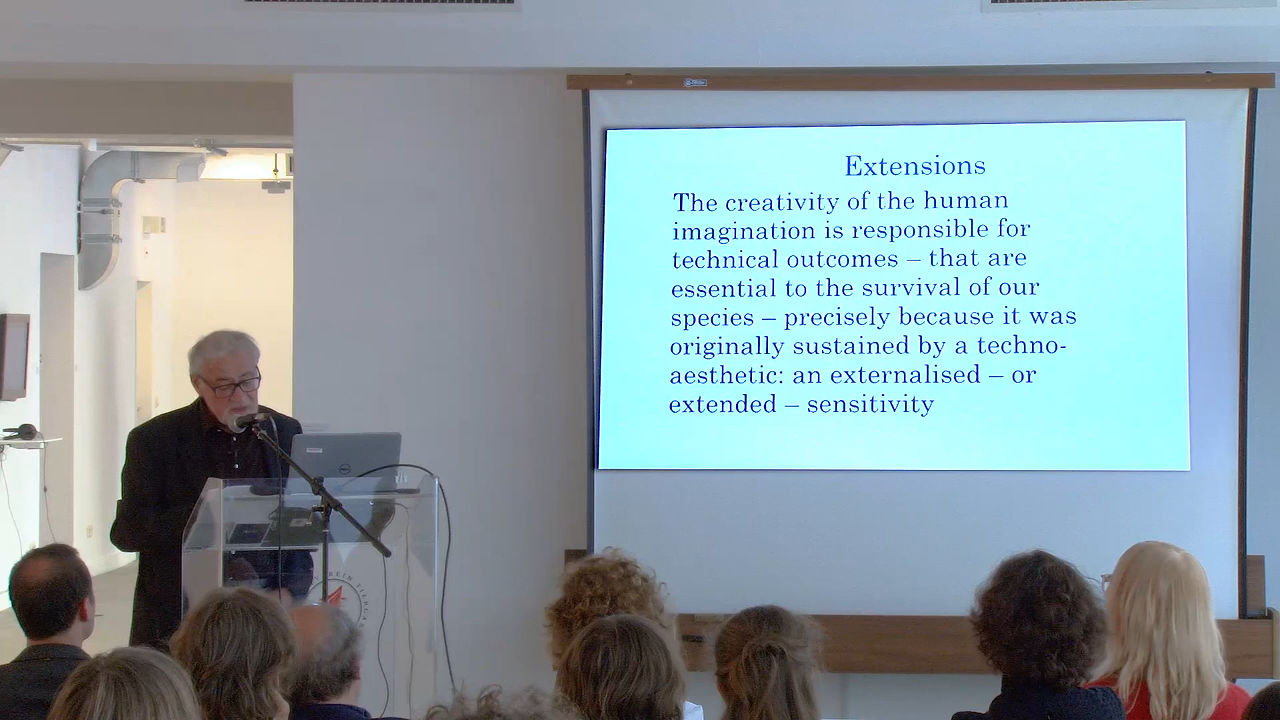 Extensions
The creativity of the human
imagination is responsible for
technical outcomes – that are
essential to the survival of our
species – precisely because it was
originally sustained by a techno-
aesthetic: an externalised – or
extended – sensitivity
DELL